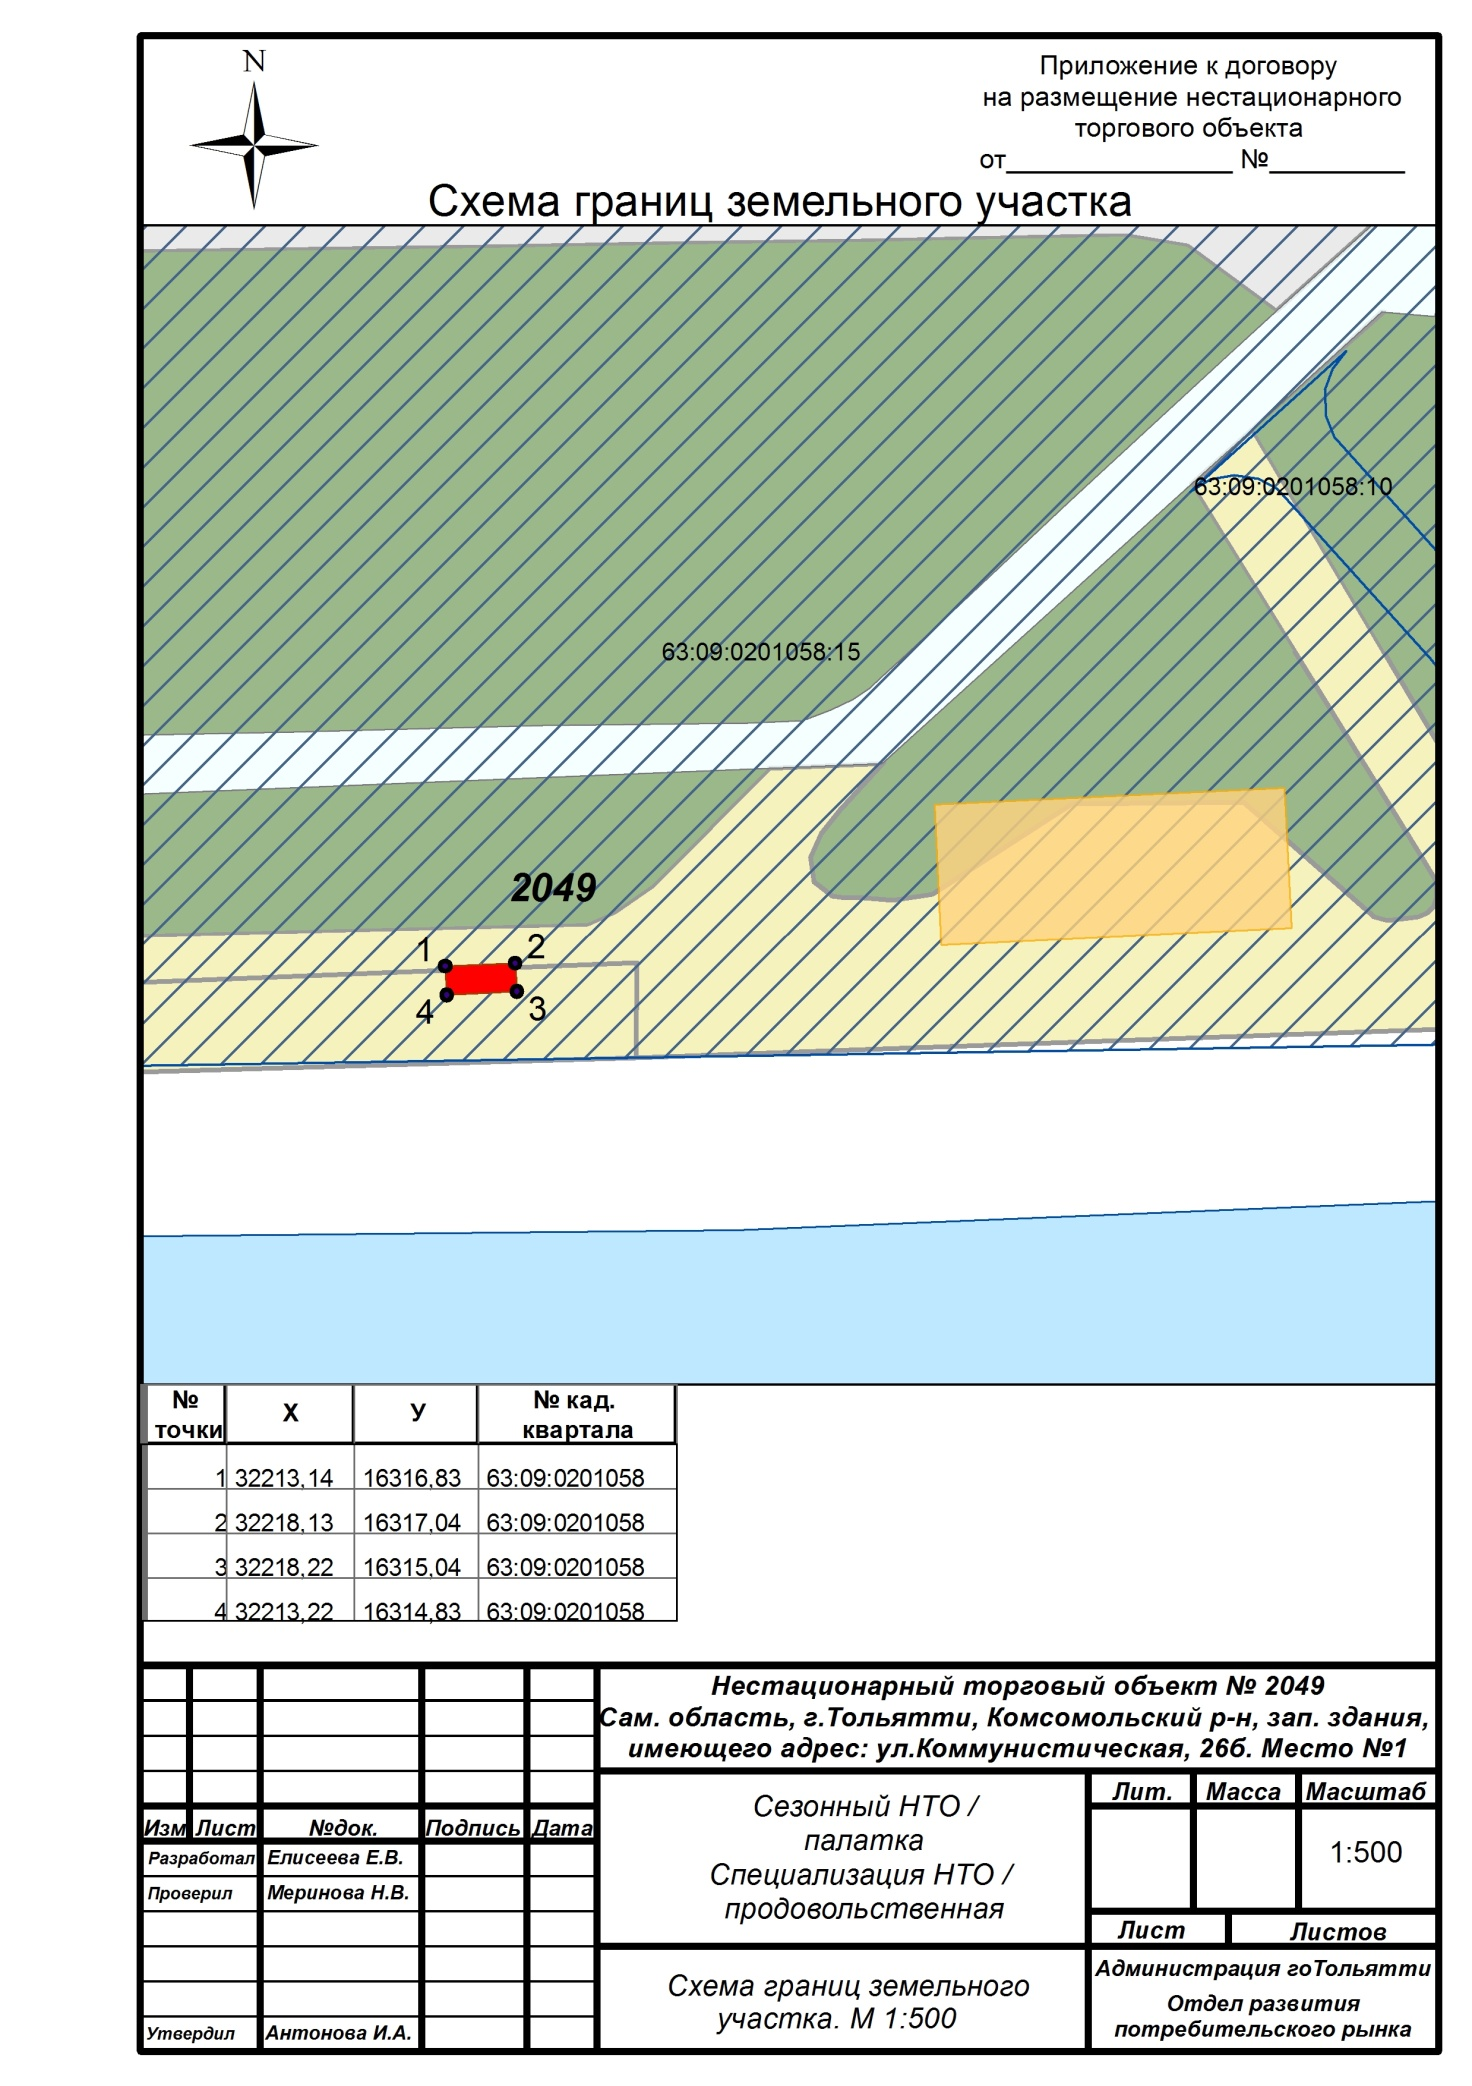 N
Приложение к договору
на размещение нестационарного
торгового объекта
от________________ №__________
Схема границ земельного участка
63:09:0201058:10
63:09:0201058:15
2049
1
2
4
3
№ точки X У № кад. квартала
1 32213,14 16316,83 63:09:0201058
2 32218,13 16317,04 63:09:0201058
3 32218,22 16315,04 63:09:0201058
4 32213,22 16314,83 63:09:0201058
Нестационарный торговый объект № 2049
Сам. область, г.Тольятти, Комсомольский р-н, зап. здания,
имеющего адрес: ул.Коммунистическая, 26б. Место №1
Сезонный НТО /
палатка
Специализация НТО /
продовольственная
Лит. Масса Масштаб
1:500
Лист Листов
Изм Лист №док. Подпись Дата
Разработал Елисеева Е.В.
Проверил Меринова Н.В.
Утвердил Антонова И.А.
Схема границ земельного
участка. М 1:500
Администрация гоТольятти
Отдел развития
потребительского рынка